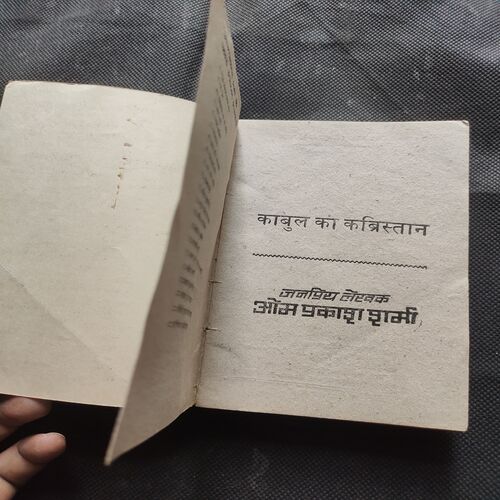 काबुल का कब्रिस्तान
जनप्रिय लेखक
ओम प्रकाश शर्मा